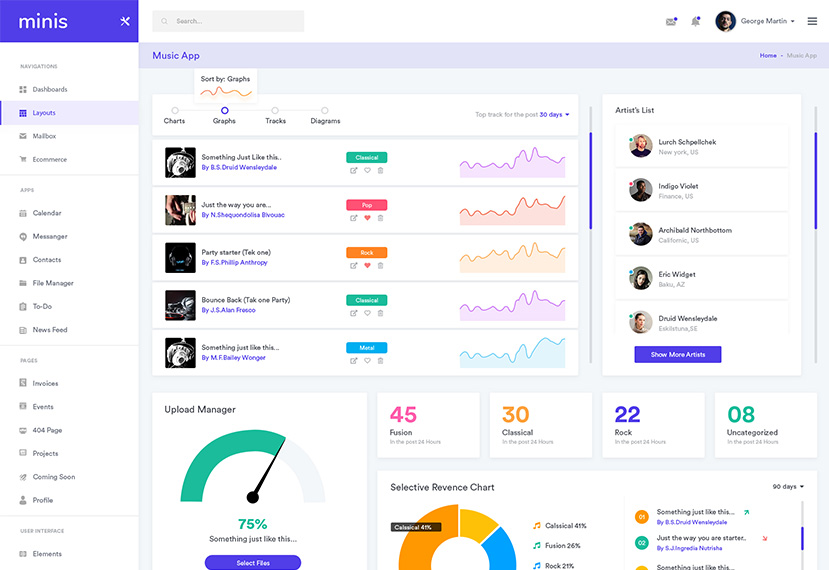 minis
Search...
George Martin
NAVIGATIONS
Dashboards
Layouts
Mailbox
Ecommerce
APPS
Calendar
Messanger
Contacts
File Manager
To-Do
News Feed
PAGES
Invoices
Events
404 Page
Projects
Coming Soon
Profile
USER INTERFACE
Elements
Music App
Home
Music App
Sort by: Graphs
Charts
Graphs
Tracks
Diagrams
Top track for the post 30 days
Something Just Like this..
By B.S.Druid Wensleydale
Classical
Just the way you are...
By N.Shequondolisa Bivouac
Pop
Party starter (Tek one)
By F.S.Phillip Anthropy
Rock
Bounce Back (Tak one Party)
By J.S.Alan Fresco
Classical
Something just like this...
By M.F.Bailey Wonger
Metal
Artist's List
Lurch Spchellchek
New york, US
Indigo Violet
Finance, US
Archibald Northbottom
Californic, US
Eric Widget
Baku, AZ
Druid Wensleydale
Eskilstuna,SE
Show More Artists
Upload Manager
75%
Something just like this...
Select Files
45
Fusion
In the post 24 Hours
30
Classical
In the post 24 Hours
22
Rock
In the post 24 Hours
08
Uncategorized
In the post 24 Hours
Selective Revence Chart
90 days
Calssical 41%
Calssical 41%
Fusion 26%
Rock 21%
01
Something just like this...
By B.S.Druid Wensleydale
02
Just the way you are starter..
By S.J.Ingredia Nutrisha
Something just like this...